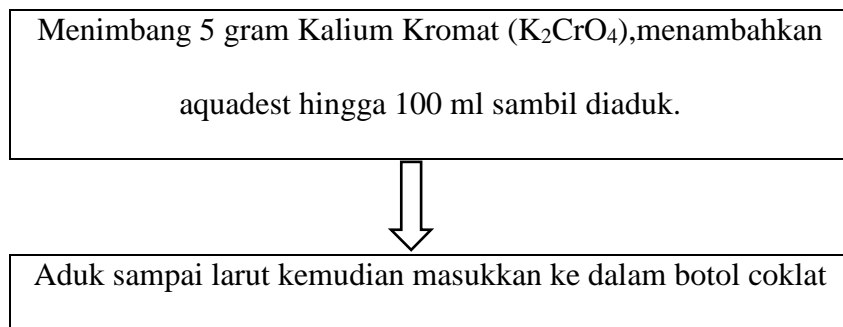 Menimbang 5 gram Kalium Kromat (K₂CrO₄),menambahkan
aquadest hingga 100 ml sambil diaduk.
Aduk sampai larut kemudian masukkan ke dalam botol coklat